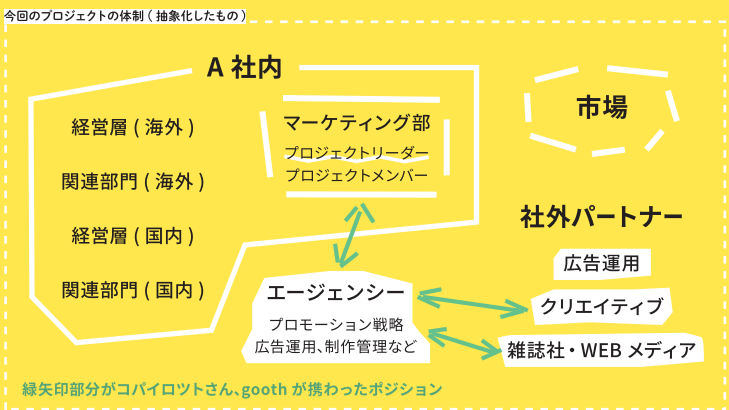 今回のプロジェクトの体制(抽象化したもの)
A 社内
経営層(海外)
関連部門(海外)
経営層(国内)
関連部門(国内)
マーケティング部
プロジェクトリーダー
プロジェクトメンバー
市場
社外パートナー
広告運用
クリエイティブ
雑誌社・WEB メディア
エージェンシー
プロモーション戦略
広告運用、制作管理など
緑矢印部分がコパイロツトさん、gooth が携わったポジション